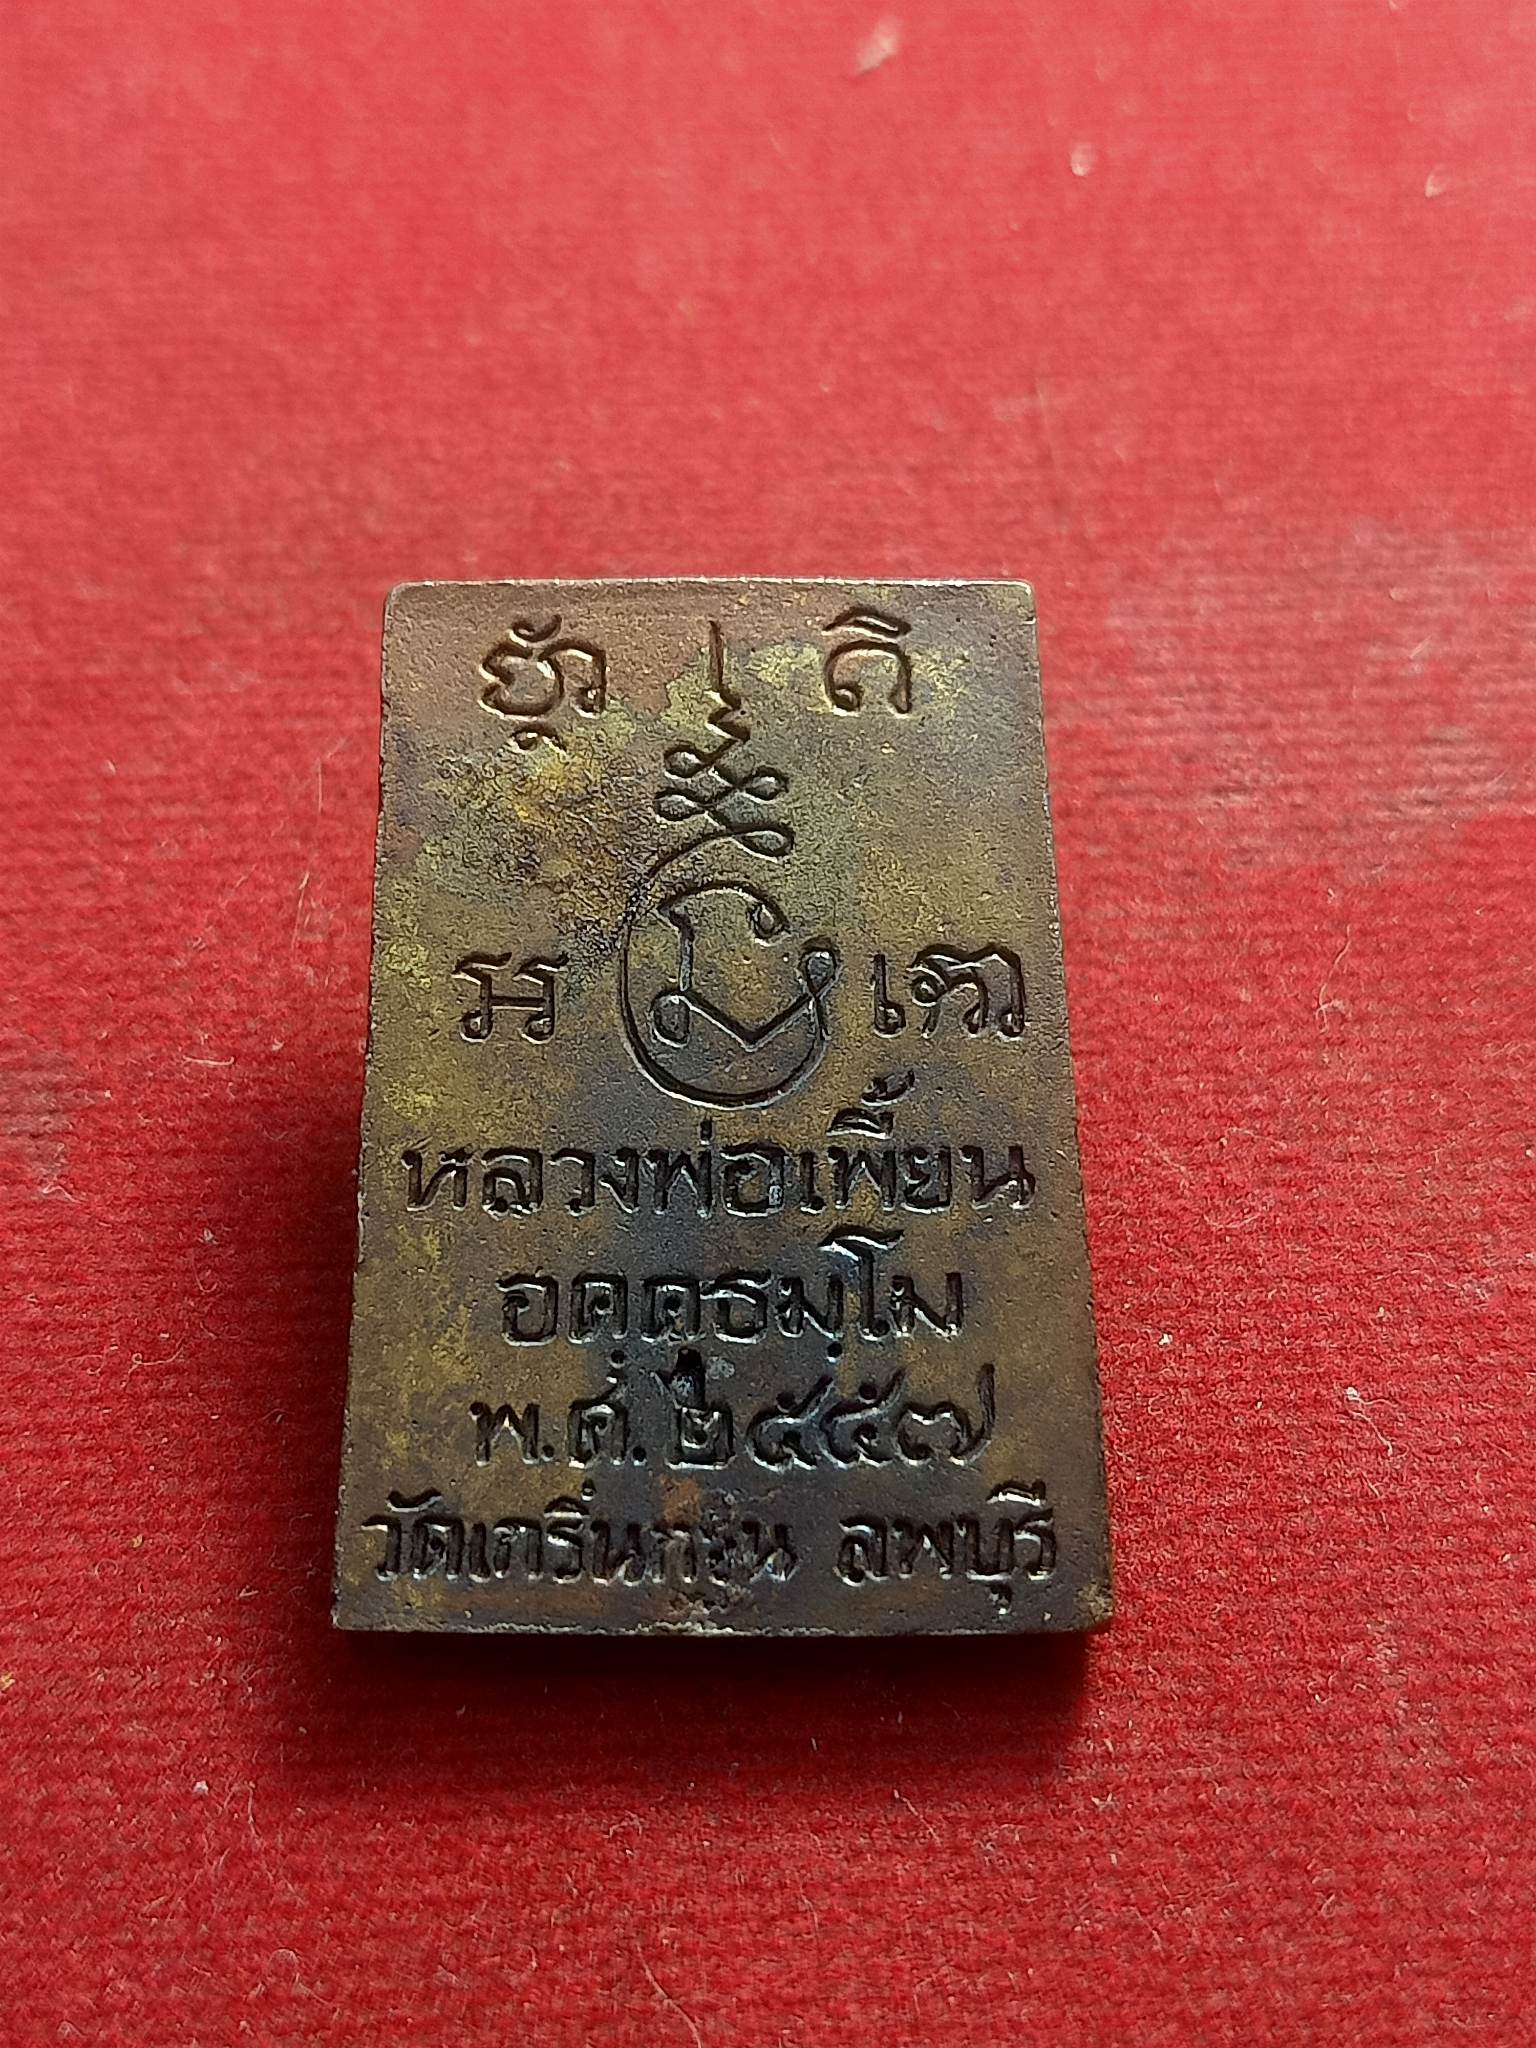 หลวงพ่อเพี้ยน
อคฺคธมฺโม
พ.ศ. ๒๕๕๗
วัดเกริ่นกฐิน ลพบุรี